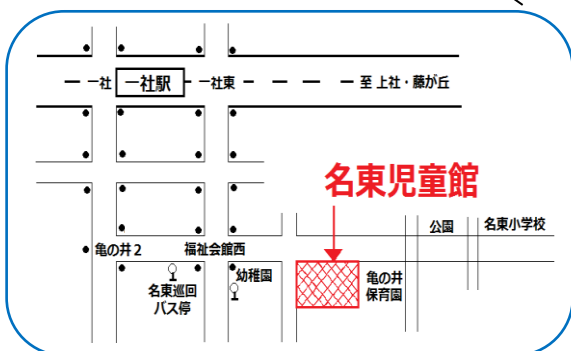 一社
一社駅
一社東
至 上社・藤が丘
名東児童館
公園
名東小学校
亀の井2
福祉会館西
名東巡回
バス停
幼稚園
亀の井
保育園